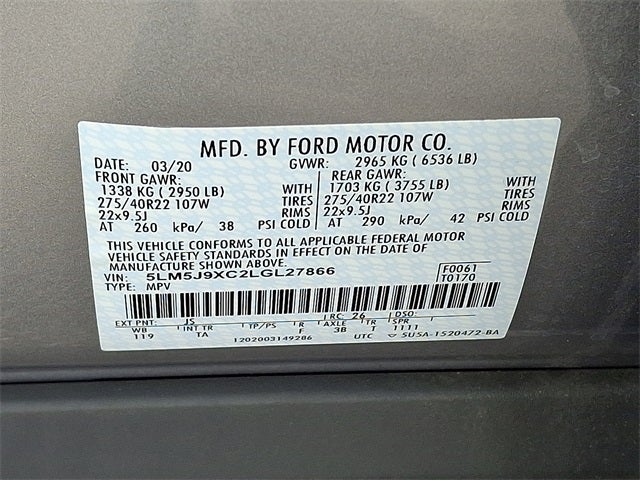 MFD. BY FORD MOTOR CO.
DATE: 03/20 GVWR: 2965 KG ( 6536 LB)
FRONT GAWR: REAR GAWR:
1338 KG ( 2950 LB) WITH 1703 KG ( 3755 LB) WITH
275/40R22 107W TIRES 275/40R22 107W TIRES
22x9.5J RIMS 22x9.5J RIMS
AT 260 kPa/ 38 PSI COLD AT 290 kPa/ 42 PSI COLD
THIS VEHICLE CONFORMS TO ALL APPLICABLE FEDERAL MOTOR
VEHICLE SAFETY STANDARDS IN EFFECT ON THE DATE OF
MANUFACTURE SHOWN ABOVE.
VIN: 5LM5J9XC2LGL27866 F0061
TYPE: MPV T0170
EXT PNT: JS RC: 26 DSO:
WB INT TR TP/PS R AXLE TR SPR
119 TA F 3B T 1111
1202003149286 UTC 5U5A-1520472-BA